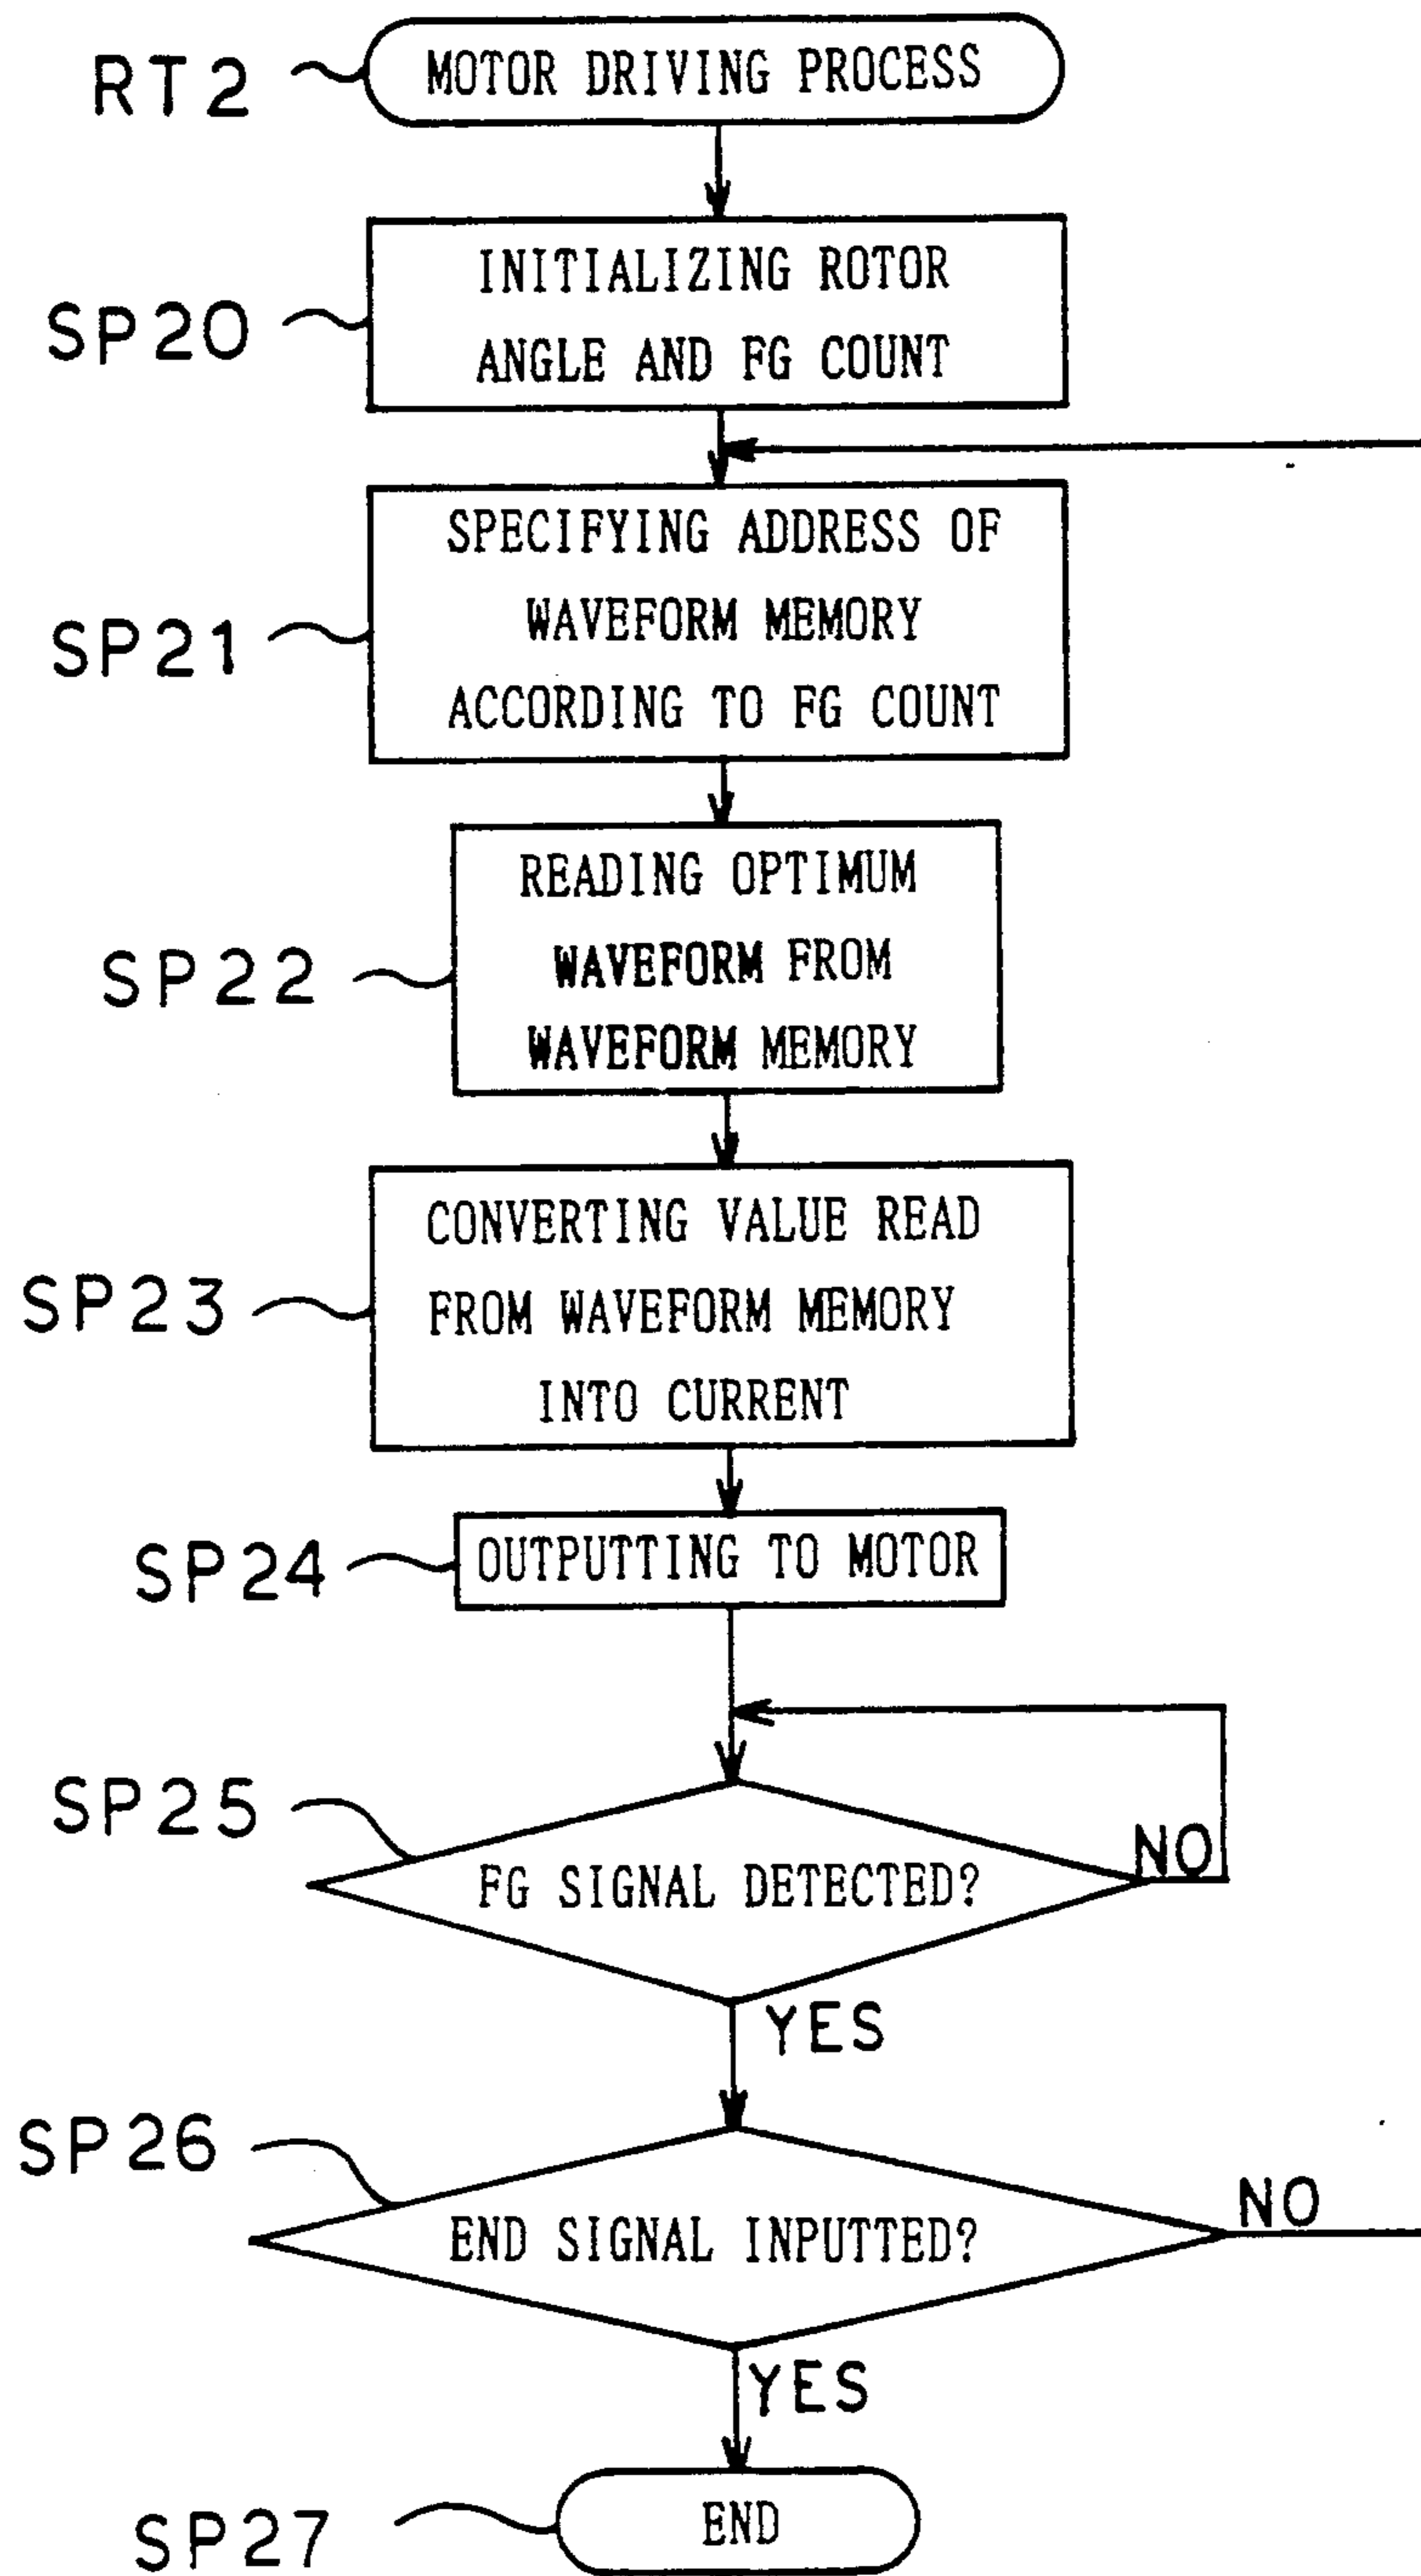 RT2
MOTOR DRIVING PROCESS
SP20
INITIALIZING ROTOR
ANGLE AND FG COUNT
SP21
SPECIFYING ADDRESS OF
WAVEFORM MEMORY
ACCORDING TO FG COUNT
SP22
READING OPTIMUM
WAVEFORM FROM
WAVEFORM MEMORY
SP23
CONVERTING VALUE READ
FROM WAVEFORM MEMORY
INTO CURRENT
SP24
OUTPUTTING TO MOTOR
SP25
FG SIGNAL DETECTED?
NO
YES
SP26
END SIGNAL INPUTTED?
NO
YES
SP27
END